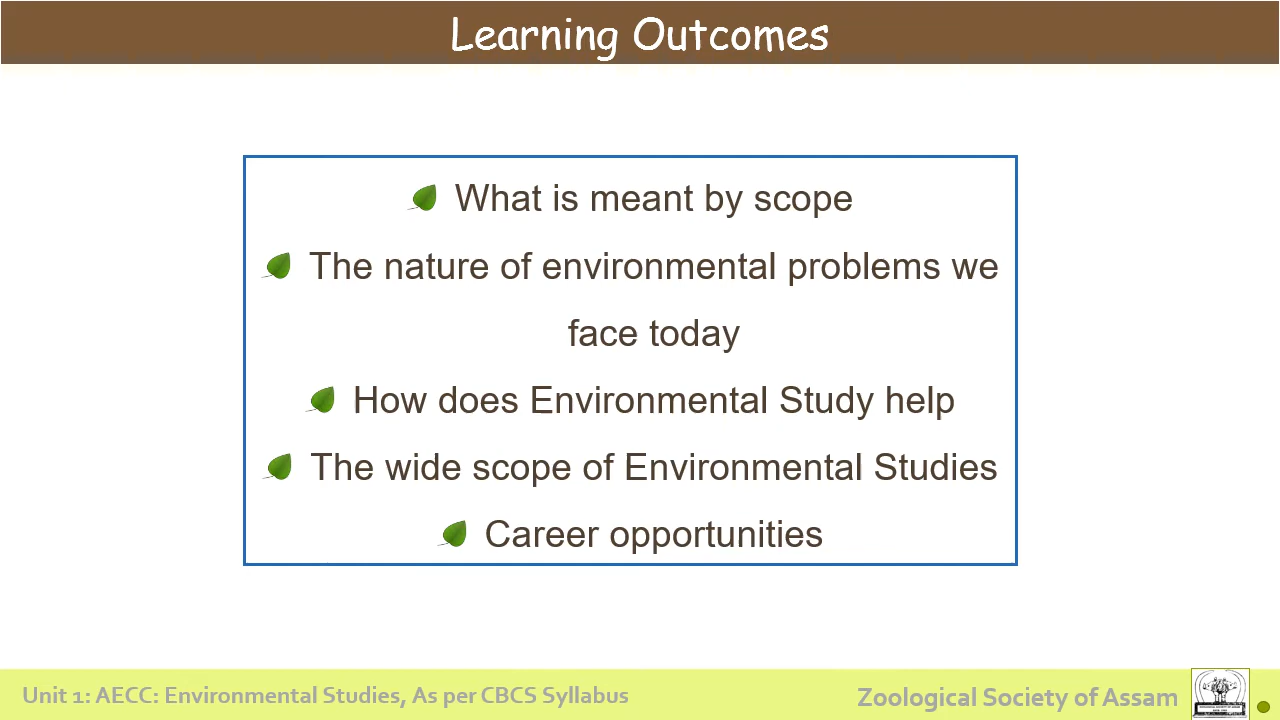 Learning Outcomes
What is meant by scope
The nature of environmental problems we
face today
How does Environmental Study help
The wide scope of Environmental Studies
Career opportunities
Unit 1: AECC: Environmental Studies, As per CBCS Syllabus
Zoological Society of Assam